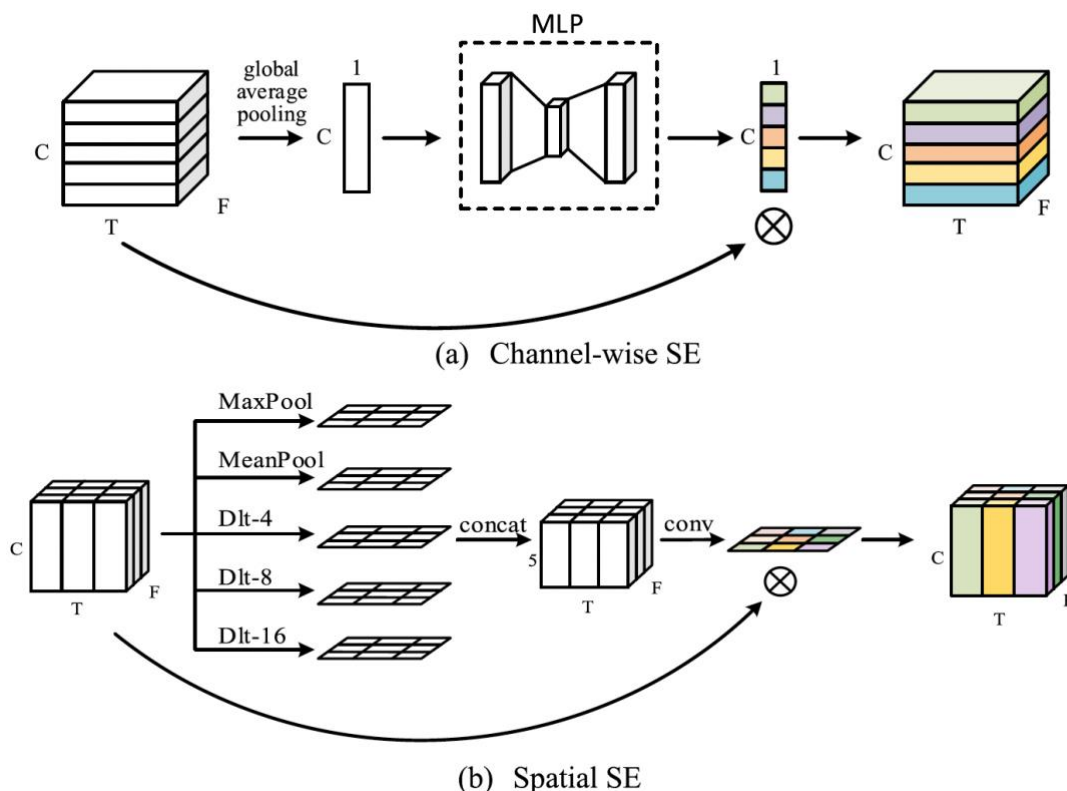 MLP
global
average
pooling
1
C
C
T
F
1
C
C
T
F
(a) Channel-wise SE
MaxPool
MeanPool
Dlt-4
Dlt-8
Dlt-16
C
T
F
concat
5
T
F
conv
C
T
(b) Spatial SE